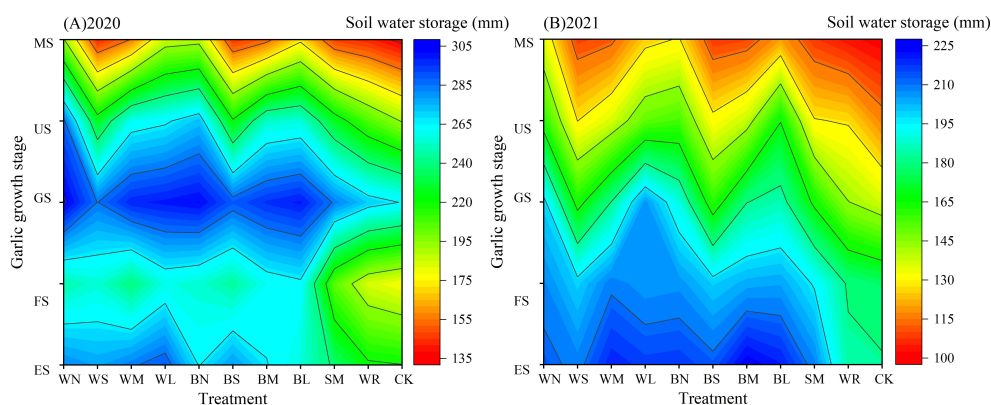 (A)2020
Soil water storage (mm)
MS
US
GS
FS
ES
Garlic growth stage
WN WS WM WL BN BS BM BL SM WR CK
Treatment
305
285
265
240
220
195
175
155
135
(B)2021
Soil water storage (mm)
MS
US
GS
FS
ES
Garlic growth stage
WN WS WM WL BN BS BM BL SM WR CK
Treatment
225
210
195
180
165
145
130
115
100